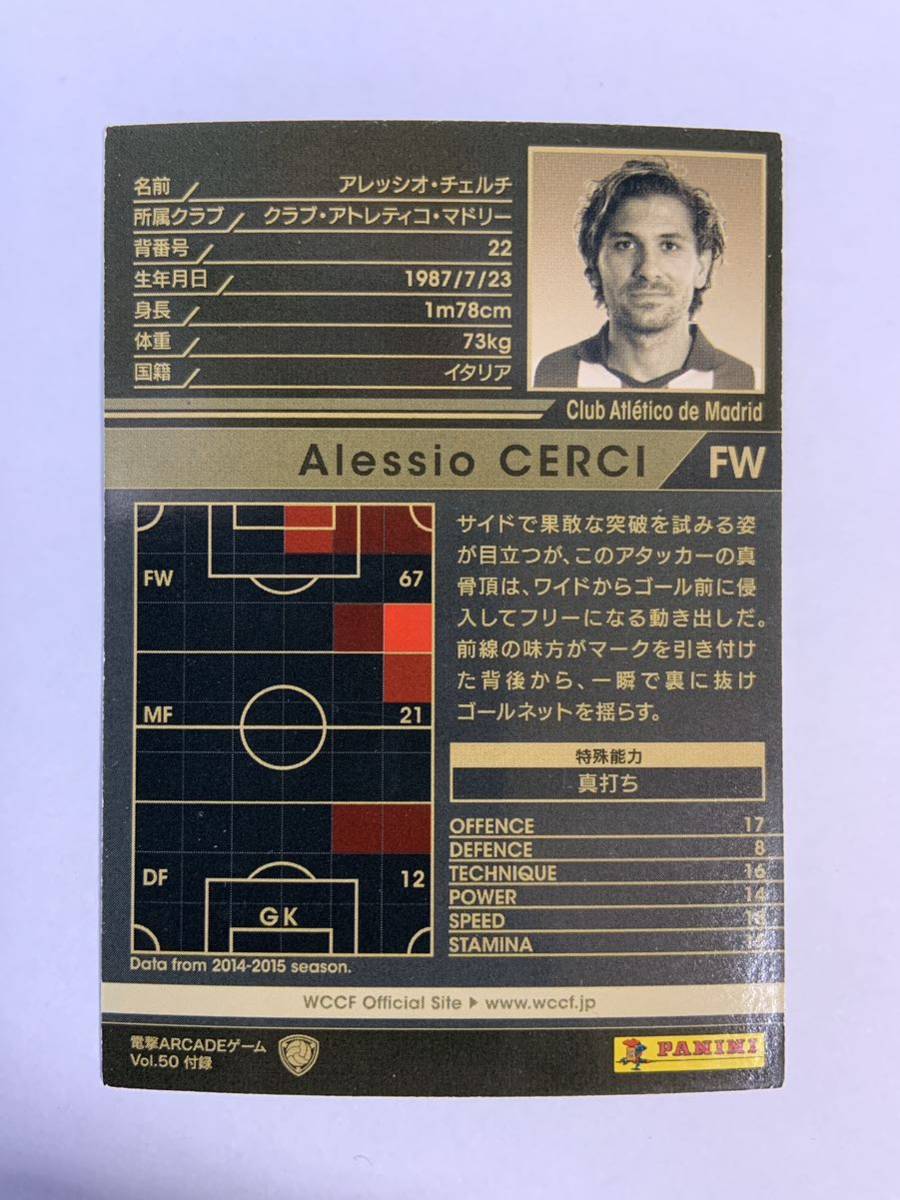 名前 アレッシオ・チェルチ
所属クラブ クラブ・アトレティコ・マドリー
背番号 22
生年月日 1987/7/23
身長 1m78cm
体重 73kg
国籍 イタリア
Club Atlético de Madrid
Alessio CERCI FW
FW 67
MF 21
DF 12
GK
Data from 2014-2015 season.
サイドで果敢な突破を試みる姿
が目立つが、このアタッカーの真
骨頂は、ワイドからゴール前に侵
入してフリーになる動き出しだ。
前線の味方がマークを引き付け
た背後から、一瞬で裏に抜け
ゴールネットを揺らす。
特殊能力
真打ち
OFFENCE 17
DEFENCE 8
TECHNIQUE 16
POWER 14
SPEED
STAMINA
WCCF Official Site ▶ www.wccf.jp
電撃ARCADEゲーム
Vol.50 付録
PANINI